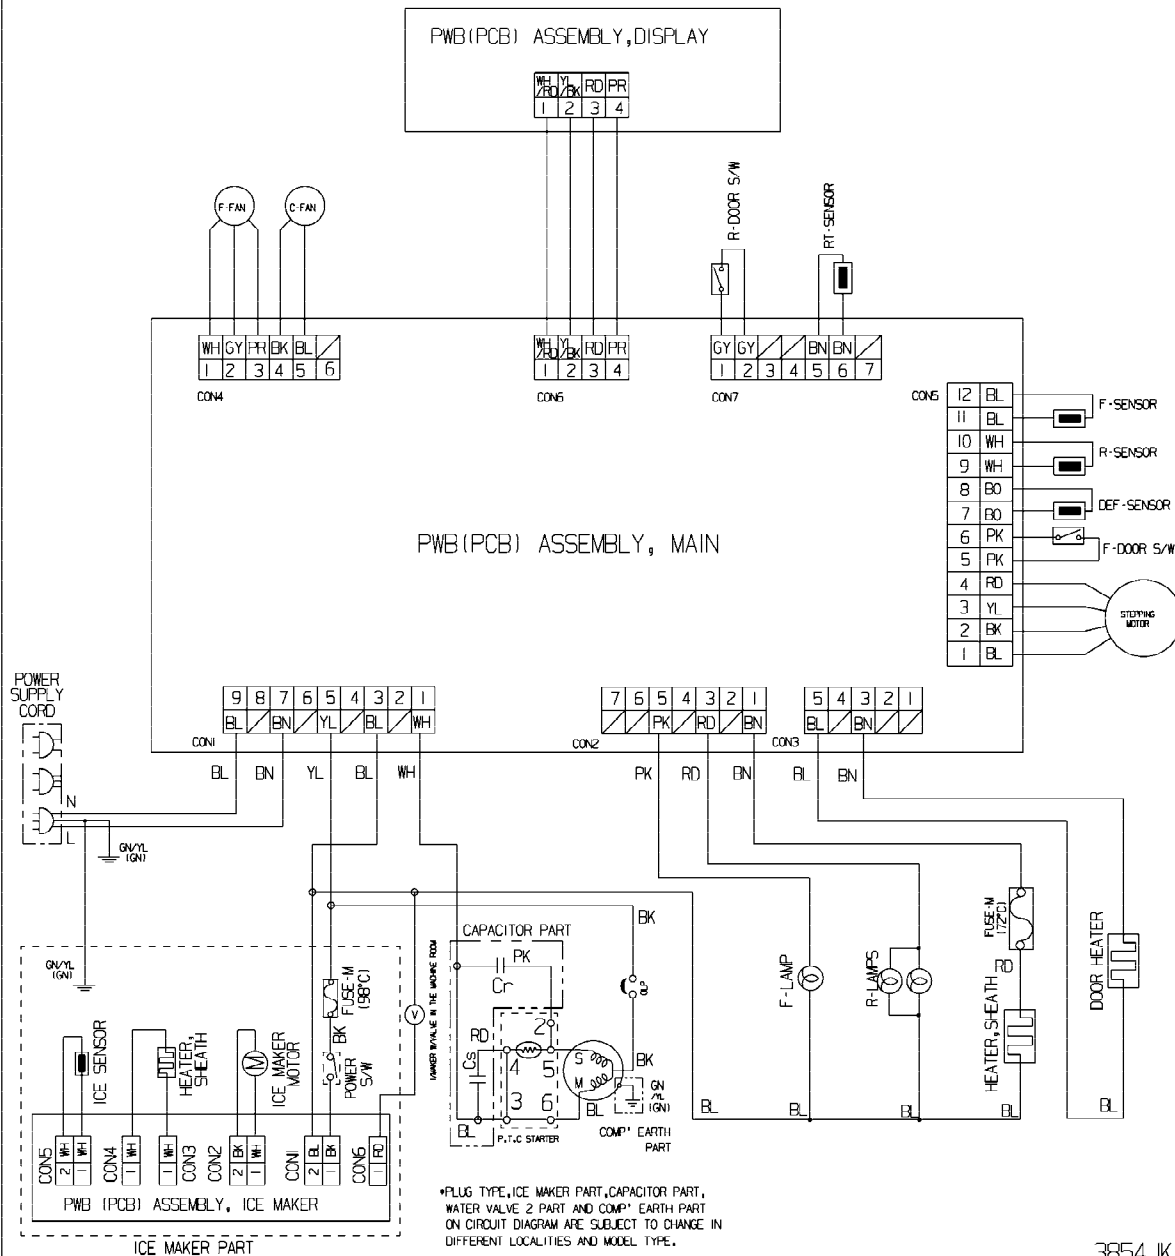 PWB(PCB) ASSEMBLY,DISPLAY
WH/RD YL/BK RD PR
1 2 3 4
F-FAN
C-FAN
R-DOOR S/W
RT-SENSOR
WH GY PR BK BL
1 2 3 4 5 6
CON4
WH/RD YL/BK RD PR
1 2 3 4
CON6
GY GY BN BN
1 2 3 4 5 6 7
CON7
CON5
12 BL
11 BL
10 WH
9 WH
8 BO
7 BO
6 PK
5 PK
4 RD
3 YL
2 BK
1 BL
F-SENSOR
R-SENSOR
DEF-SENSOR
F-DOOR S/W
STEPPING
MOTOR
PWB(PCB) ASSEMBLY, MAIN
POWER
SUPPLY
CORD
N
L
GN/YL
(GN)
GN/YL
(GN)
9 8 7 6 5 4 3 2 1
BL BN YL BL WH
CON1
BL BN YL BL WH
7 6 5 4 3 2 1
PK RD BN
CON2
PK RD BN
5 4 3 2 1
BL BN
CON3
BL BN
CAPACITOR PART
PK
Cr
RD
Cs
2
4 5
3 6
S
M
BL
BL
P.T.C STARTER
BK
OLP
BK
GN
/YL
(GN)
COMP' EARTH
PART
F-LAMP
R-LAMPS
FUSE-M
(72°C)
RD
HEATER, SHEATH
DOOR HEATER
BL BL BL BL BL
FUSE-M
(98°C)
BK
POWER
S/W
V
ICE SENSOR
HEATER,
SHEATH
M
ICE MAKER
MOTOR
CON5
2 WH
1 WH
CON4
1 WH
1 WH
CON3
CON2
2 BK
1 WH
CON1
2 BL
1 BK
CON6
1 RD
PWB (PCB) ASSEMBLY, ICE MAKER
ICE MAKER PART
*PLUG TYPE,ICE MAKER PART,CAPACITOR PART,
WATER VALVE 2 PART AND COMP' EARTH PART
ON CIRCUIT DIAGRAM ARE SUBJECT TO CHANGE IN
DIFFERENT LOCALITIES AND MODEL TYPE.